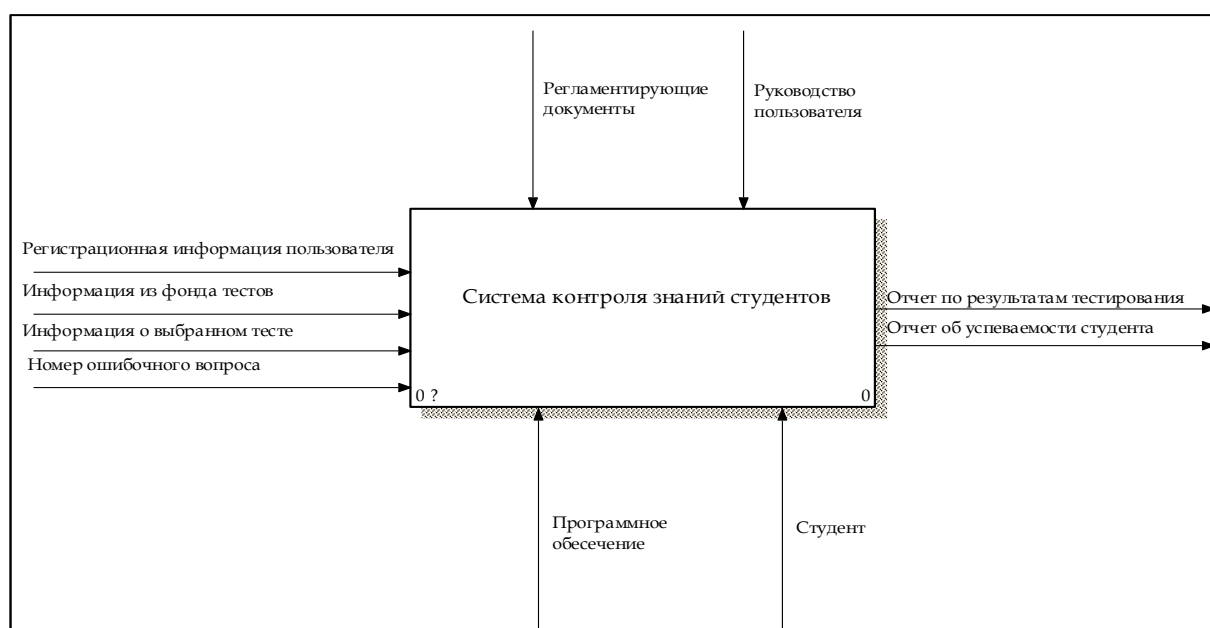 Регламентирующие
документы
Руководство
пользователя
Регистрационная информация пользователя
Информация из фонда тестов
Информация о выбранном тесте
Номер ошибочного вопроса
Система контроля знаний студентов
0 ?
0
Отчет по результатам тестирования
Отчет об успеваемости студента
Программное
обесечение
Студент